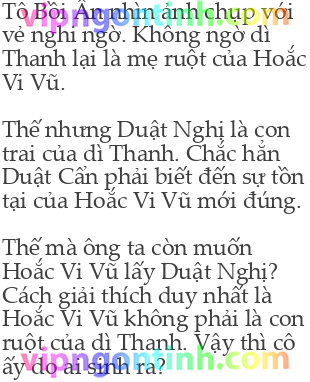 Tô Bồi Ân nhìn ảnh chụp với
vẻ nghi ngờ. Không ngờ dì
Thanh lại là mẹ ruột của Hoắc
Vi Vũ.
Thế nhưng Duật Nghị là con
trai của dì Thanh. Chắc hẳn
Duật Cẩn phải biết đến sự tồn
tại của Hoắc Vi Vũ mới đúng.
Thế mà ông ta còn muốn
Hoắc Vi Vũ lấy Duật Nghị?
Cách giải thích duy nhất là
Hoắc Vi Vũ không phải là con
ruột của dì Thanh. Vậy thì cô
ấy do ai sinh ra?
vipngontinh.com
vipngontinh.com